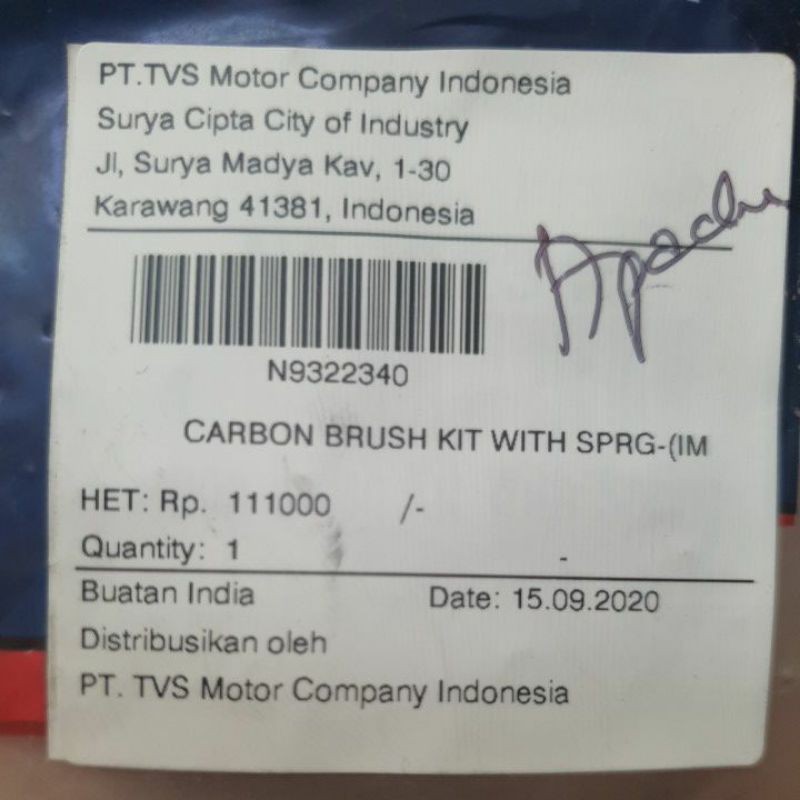 PT.TVS Motor Company Indonesia
Surya Cipta City of Industry
Jl, Surya Madya Kav, 1-30
Karawang 41381, Indonesia
Apache
N9322340
CARBON BRUSH KIT WITH SPRG-(IM
HET: Rp. 111000 /-
Quantity: 1 -
Buatan India Date: 15.09.2020
Distribusikan oleh
PT. TVS Motor Company Indonesia